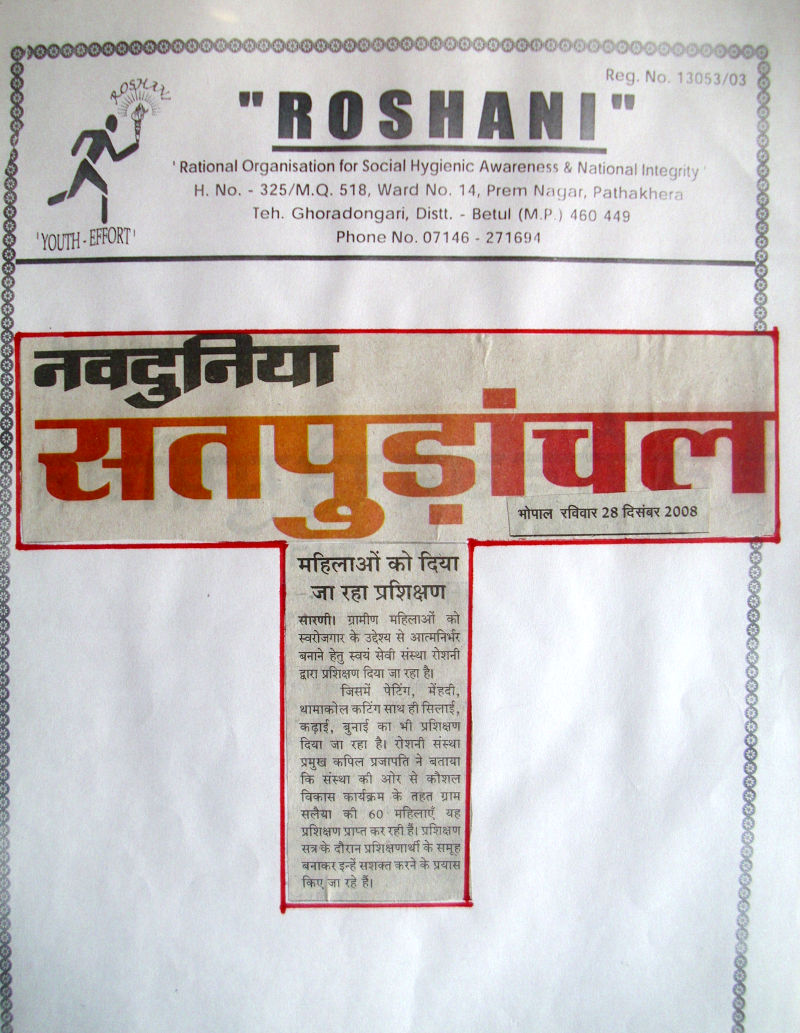 Reg. No. 13053/03
ROSHANI
"ROSHANI"
'Rational Organisation for Social Hygienic Awareness & National Integrity'
H. No. - 325/M.Q. 518, Ward No. 14, Prem Nagar, Pathakhera
Teh. Ghoradongari, Distt. - Betul (M.P.) 460 449
'YOUTH - EFFORT'
Phone No. 07146 - 271694
नवदुनिया
सतपुड़ांचल
भोपाल रविवार 28 दिसंबर 2008
महिलाओं को दिया
जा रहा प्रशिक्षण
सारणी। ग्रामीण महिलाओं को
स्वरोजगार के उद्देश्य से आत्मनिर्भर
बनाने हेतु स्वयं सेवी संस्था रोशनी
द्वारा प्रशिक्षण दिया जा रहा है।
जिसमें पेटिंग, मेंहदी,
थामाकोल कटिंग साथ ही सिलाई,
कढ़ाई, बुनाई का भी प्रशिक्षण
दिया जा रहा है। रोशनी संस्था
प्रमुख कपिल प्रजापति ने बताया
कि संस्था की ओर से कौशल
विकास कार्यक्रम के तहत ग्राम
सलैया की 60 महिलाएँ यह
प्रशिक्षण प्राप्त कर रही हैं। प्रशिक्षण
सत्र के दौरान प्रशिक्षणार्थी के समूह
बनाकर इन्हें सशक्त करने के प्रयास
किए जा रहे हैं।